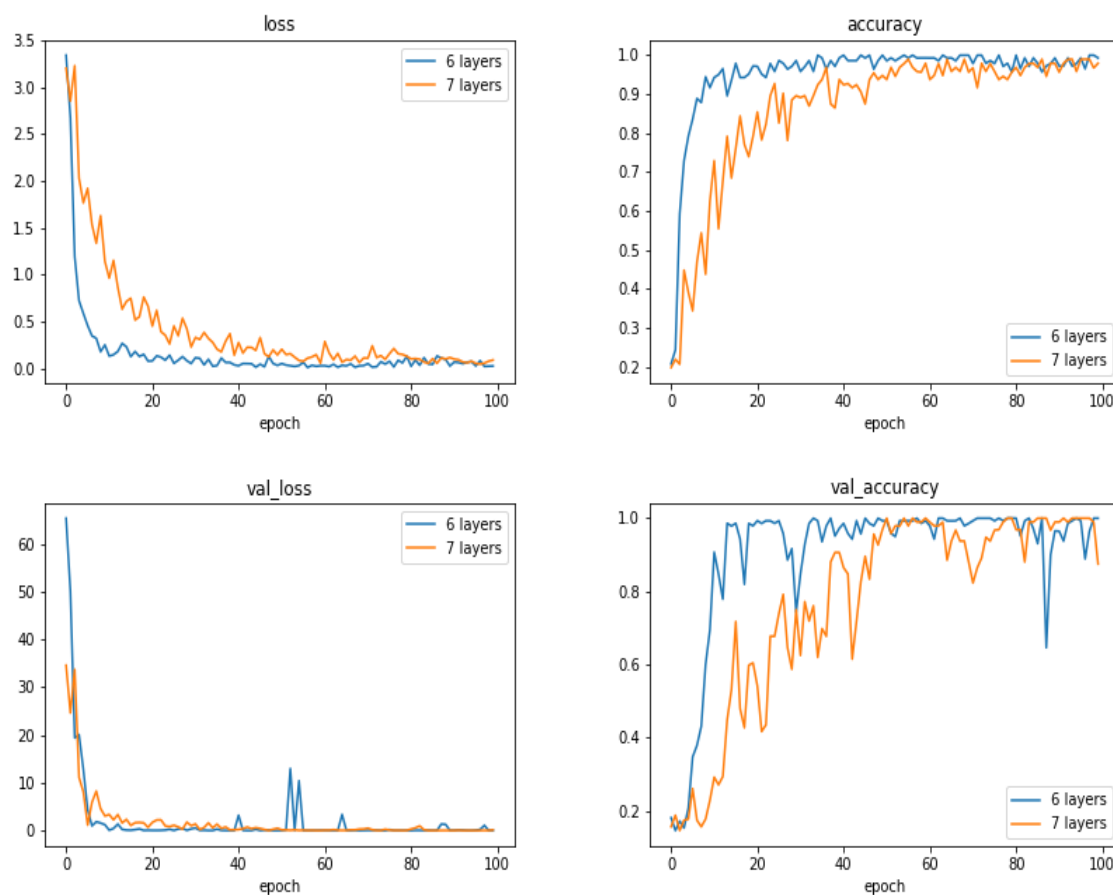 loss
3.5
3.0
2.5
2.0
1.5
1.0
0.5
0.0
0 20 40 60 80 100
epoch
6 layers
7 layers
accuracy
1.0
0.9
0.8
0.7
0.6
0.5
0.4
0.3
0.2
0 20 40 60 80 100
epoch
6 layers
7 layers
val_loss
60
50
40
30
20
10
0
0 20 40 60 80 100
epoch
6 layers
7 layers
val_accuracy
1.0
0.8
0.6
0.4
0.2
0 20 40 60 80 100
epoch
6 layers
7 layers